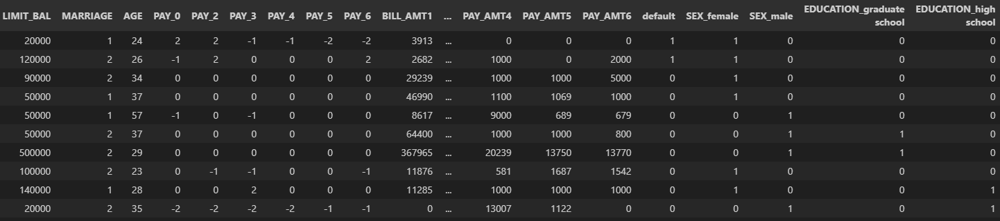 LIMIT_BAL MARRIAGE AGE PAY_0 PAY_2 PAY_3 PAY_4 PAY_5 PAY_6 BILL_AMT1 ... PAY_AMT4 PAY_AMT5 PAY_AMT6 default SEX_female SEX_male EDUCATION_graduate school EDUCATION_high school
20000 1 24 2 2 -1 -1 -2 -2 3913 ... 0 0 0 1 1 0 0 0
120000 2 26 -1 2 0 0 0 2 2682 ... 1000 0 2000 1 1 0 0 0
90000 2 34 0 0 0 0 0 0 29239 ... 1000 1000 5000 0 1 0 0 0
50000 1 37 0 0 0 0 0 0 46990 ... 1100 1069 1000 0 1 0 0 0
50000 1 57 -1 0 -1 0 0 0 8617 ... 9000 689 679 0 0 1 0 0
50000 2 37 0 0 0 0 0 0 64400 ... 1000 1000 800 0 0 1 1 0
500000 2 29 0 0 0 0 0 0 367965 ... 20239 13750 13770 0 0 1 1 0
100000 2 23 0 -1 -1 0 0 -1 11876 ... 581 1687 1542 0 1 0 0 0
140000 1 28 0 0 2 0 0 0 11285 ... 1000 1000 1000 0 1 0 0 1
20000 2 35 -2 -2 -2 -2 -1 -1 0 ... 13007 1122 0 0 0 1 0 1